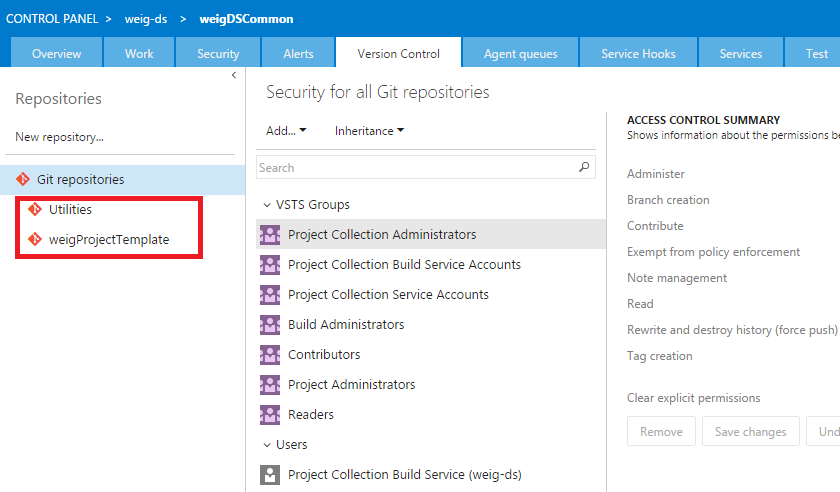 CONTROL PANEL > weig-ds > weigDSCommon
Overview Work Security Alerts Version Control Agent queues Service Hooks Services Test
Repositories
New repository...
Git repositories
Utilities
weigProjectTemplate
Security for all Git repositories
Add... Inheritance
Search
VSTS Groups
Project Collection Administrators
Project Collection Build Service Accounts
Project Collection Service Accounts
Build Administrators
Contributors
Project Administrators
Readers
Users
Project Collection Build Service (weig-ds)
ACCESS CONTROL SUMMARY
Shows information about the permissions be
Administer
Branch creation
Contribute
Exempt from policy enforcement
Note management
Read
Rewrite and destroy history (force push)
Tag creation
Clear explicit permissions
Remove Save changes Und